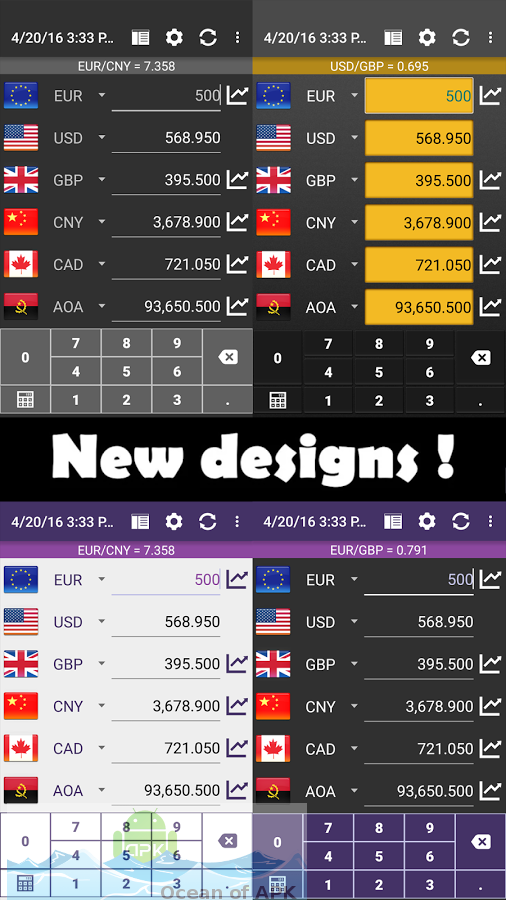 4/20/16 3:33 P...
EUR/CNY = 7.358
EUR 500
USD 568.950
GBP 395.500
CNY 3,678.900
CAD 721.050
AOA 93,650.500
7 8 9
0
4 5 6
1 2 3 .
4/20/16 3:33 P...
USD/GBP = 0.695
EUR 500
USD 568.950
GBP 395.500
CNY 3,678.900
CAD 721.050
AOA 93,650.500
7 8 9
0
4 5 6
1 2 3 .
New designs !
4/20/16 3:33 P...
EUR/CNY = 7.358
EUR 500
USD 568.950
GBP 395.500
CNY 3,678.900
CAD 721.050
AOA 93,650.500
7 8 9
0
4 5 6
1 2 3 .
4/20/16 3:33 P...
EUR/GBP = 0.791
EUR 500
USD 568.950
GBP 395.500
CNY 3,678.900
CAD 721.050
AOA 93,650.500
7 8 9
0
4 5 6
1 2 3 .
APK
Ocean of APK